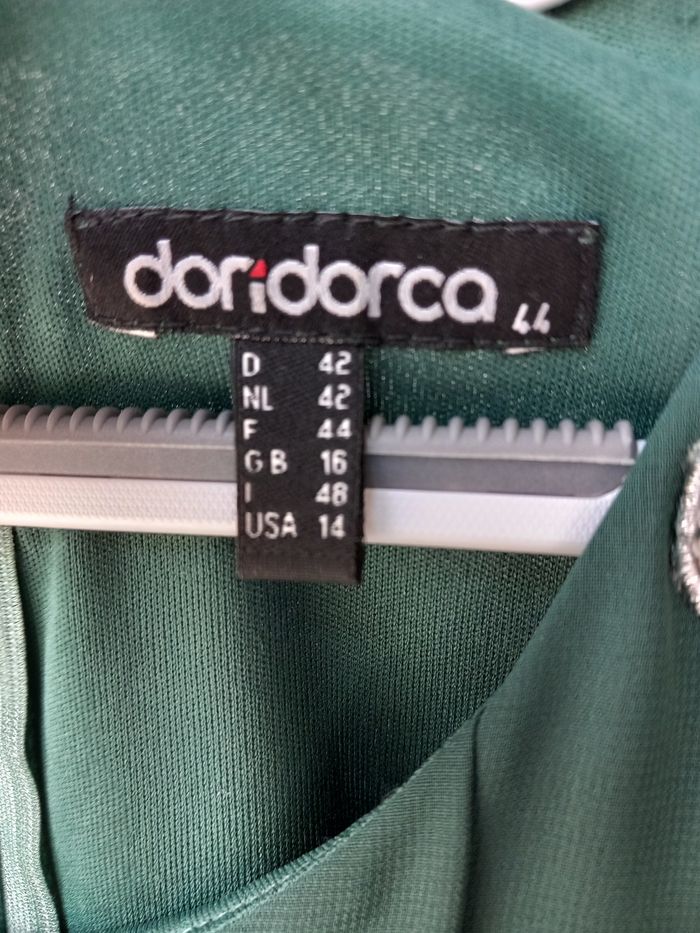 doridorca 44
D 42
NL 42
F 44
GB 16
I 48
USA 14